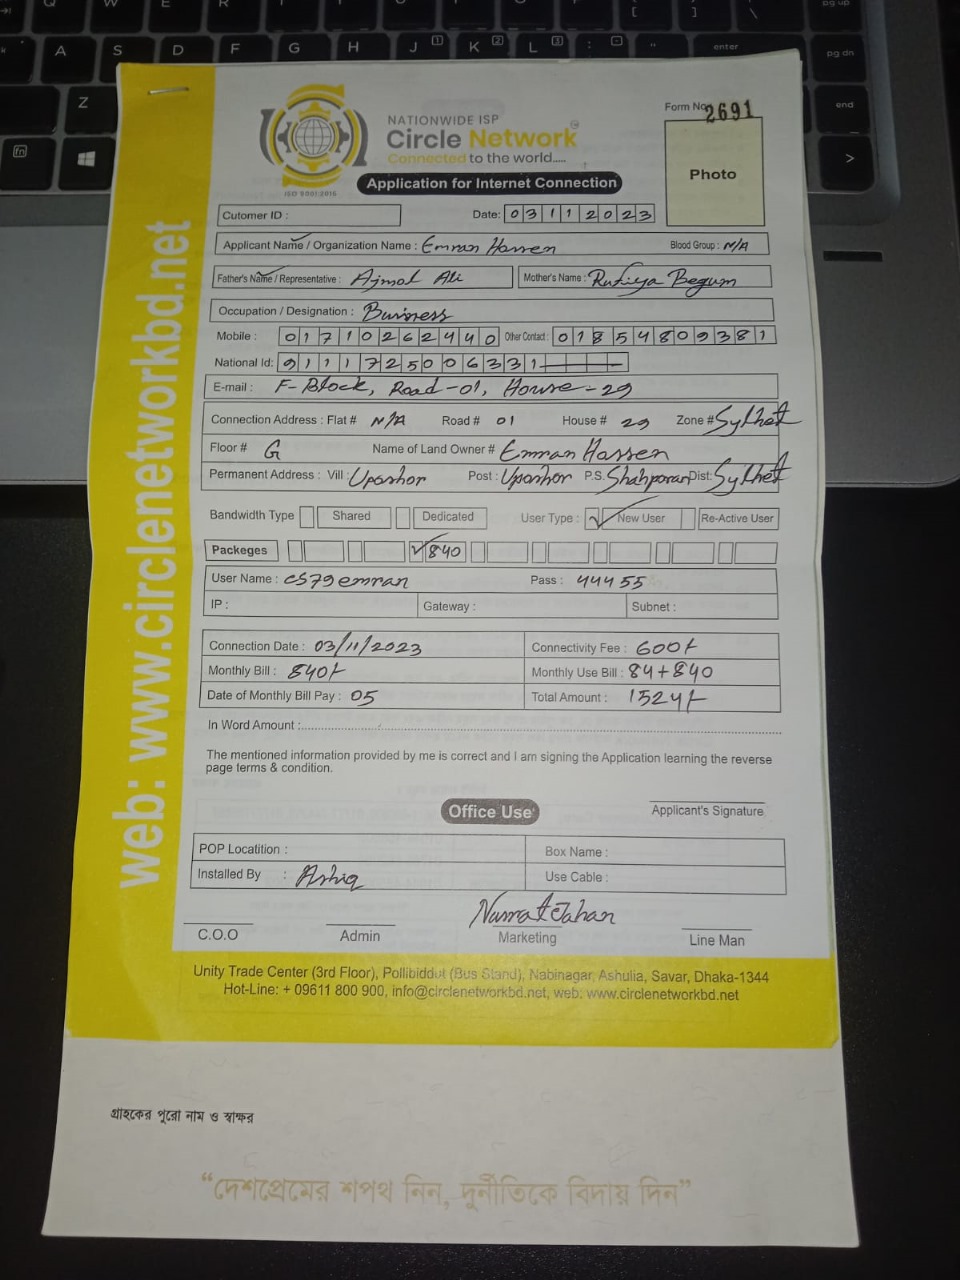 NATIONWIDE ISP
Circle Network
Connected to the world.....
ISO 9001:2015
Form No. 2691
Photo
Application for Internet Connection
Cutomer ID :
Date: 03112023
Applicant Name / Organization Name : Emran Hassen
Blood Group : N/A
Father's Name / Representative : Ajmol Ali
Mother's Name : Rukiya Begum
Occupation / Designation : Business
Mobile : 01710262440 Other Contact : 01854809381
National Id: 9111725006331
E-mail : F-Block, Road-01, House-29
Connection Address : Flat # N/A Road # 01 House # 29 Zone # Sylhet
Floor # G Name of Land Owner # Emran Hassen
Permanent Address : Vill : Uposhor Post : Uposhor P.S. Shahporan Dist: Sylhet
Bandwidth Type Shared Dedicated User Type : New User Re-Active User
Packeges 840
User Name : cs79emran Pass : 44455
IP : Gateway : Subnet :
Connection Date : 03/11/2023 Connectivity Fee : 600/-
Monthly Bill : 840/- Monthly Use Bill : 84+840
Date of Monthly Bill Pay : 05 Total Amount : 1524/-
In Word Amount :
The mentioned information provided by me is correct and I am signing the Application learning the reverse
page terms & condition.
Applicant's Signature
Office Use
POP Locatition : Box Name :
Installed By : Ashiq Use Cable :
Nusrat Jahan
C.O.O Admin Marketing Line Man
Unity Trade Center (3rd Floor), Pollibiddut (Bus Stand), Nabinagar, Ashulia, Savar, Dhaka-1344
Hot-Line: + 09611 800 900, info@circlenetworkbd.net, web: www.circlenetworkbd.net
web: www.circlenetworkbd.net
গ্রাহকের পুরো নাম ও স্বাক্ষর
“দেশপ্রেমের শপথ নিন, দুর্নীতিকে বিদায় দিন”